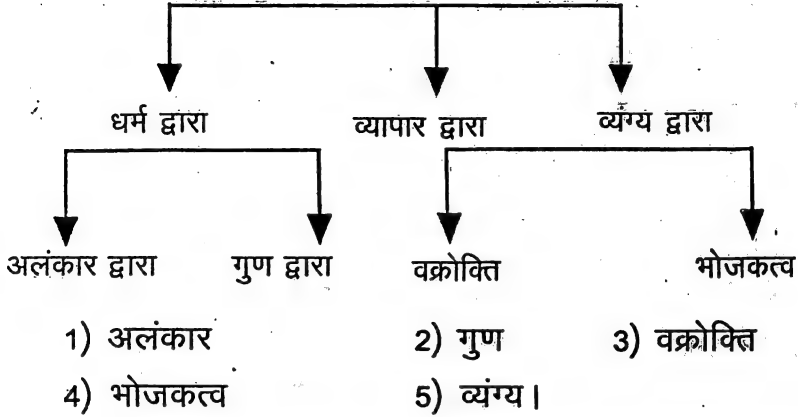 धर्म द्वारा व्यापार द्वारा व्यंग्य द्वारा
अलंकार द्वारा गुण द्वारा वक्रोक्ति भोजकत्व
1) अलंकार 2) गुण 3) वक्रोक्ति
4) भोजकत्व 5) व्यंग्य।